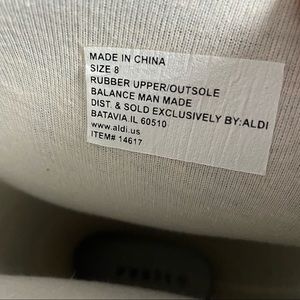 MADE IN CHINA
SIZE 8
RUBBER UPPER/OUTSOLE
BALANCE MAN MADE
DIST. & SOLD EXCLUSIVELY BY:ALDI
BATAVIA IL 60510
www.aldi.us
ITEM# 14617